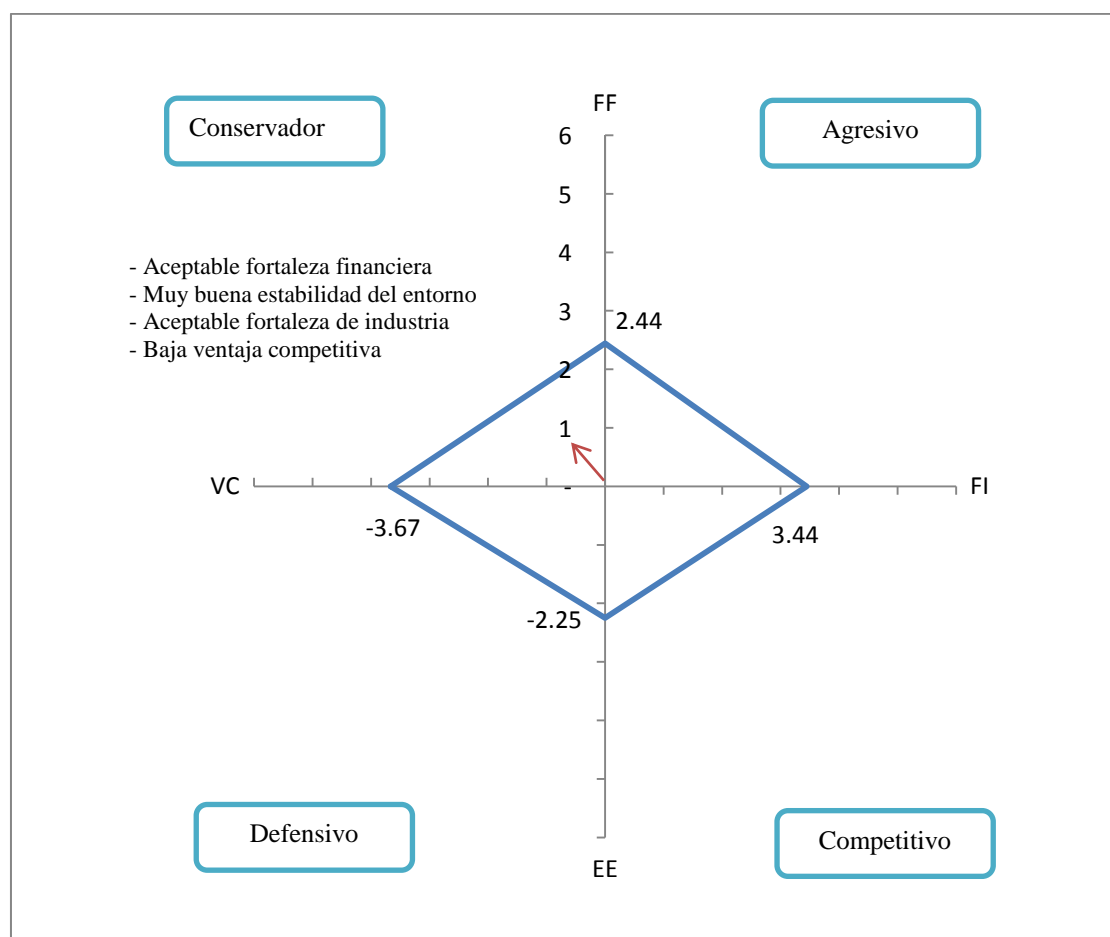 FF
Conservador
Agresivo
6
5
4
- Aceptable fortaleza financiera
- Muy buena estabilidad del entorno
- Aceptable fortaleza de industria
- Baja ventaja competitiva
3
2.44
2
1
VC
-
FI
-3.67
3.44
-2.25
Defensivo
Competitivo
EE